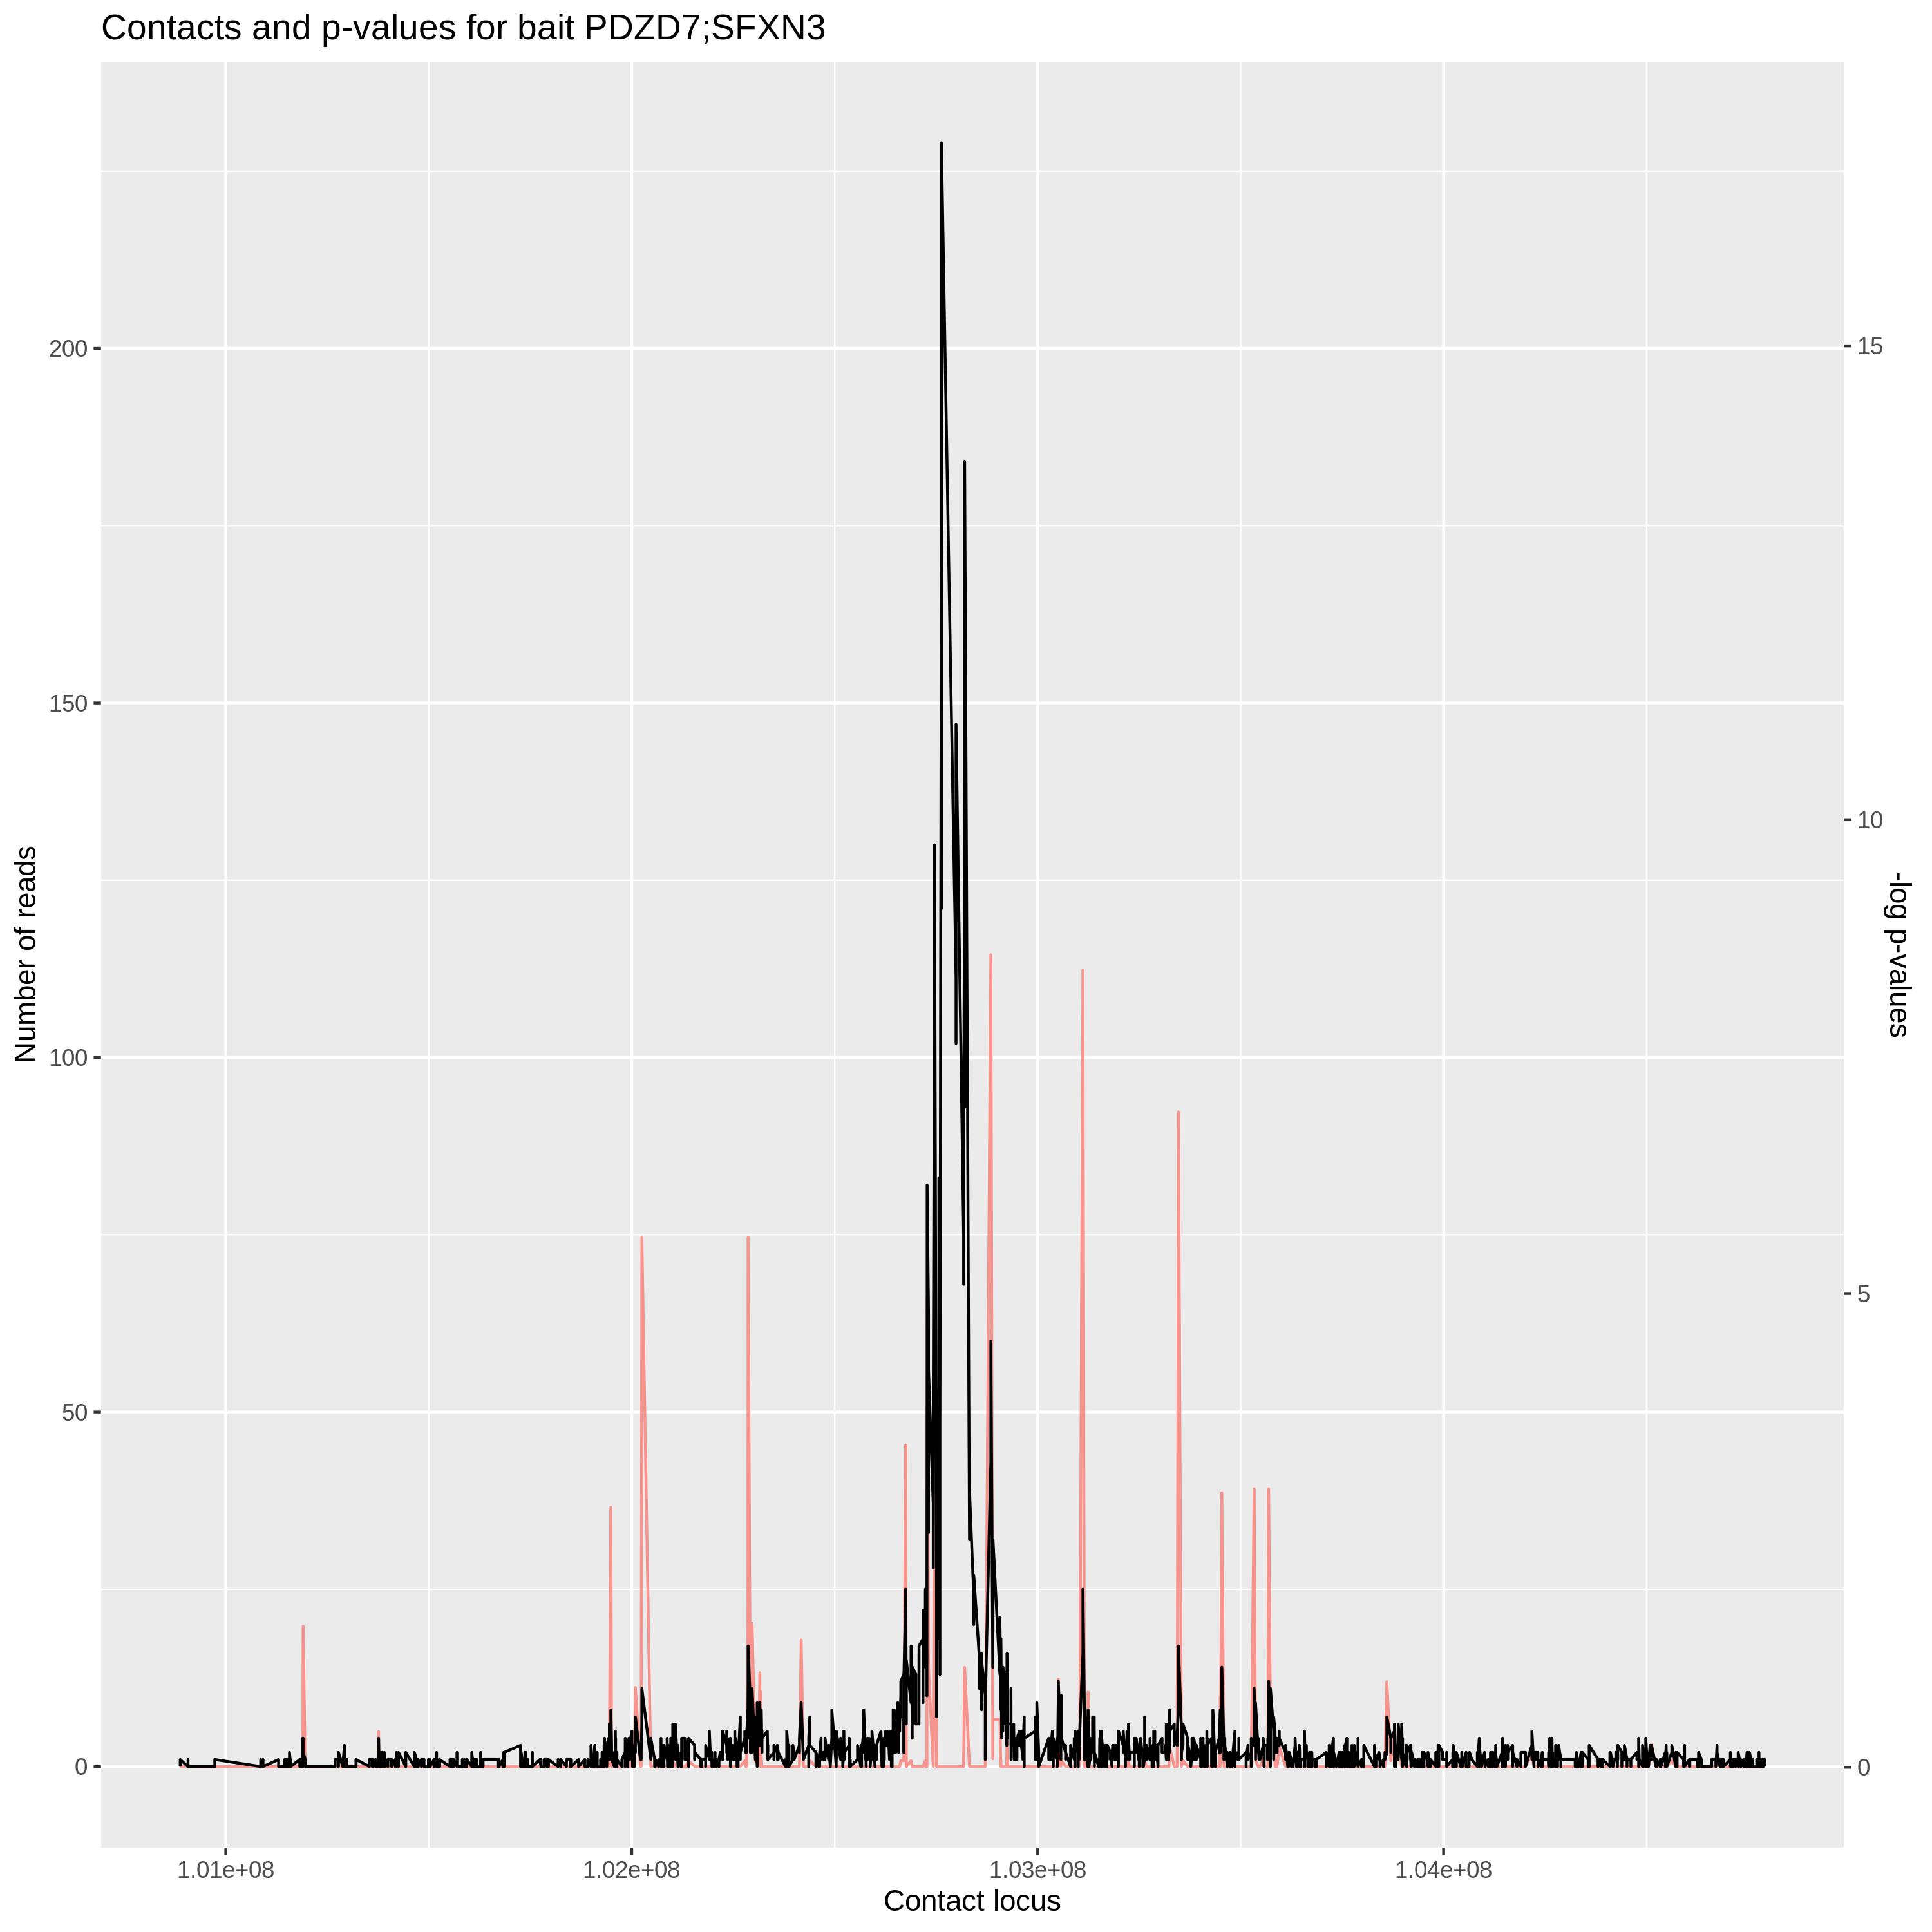 Contacts and p-values for bait PDZD7;SFXN3
Number of reads
200
150
100
50
0
15
10
5
0
-log p-values
1.01e+08 1.02e+08 1.03e+08 1.04e+08
Contact locus